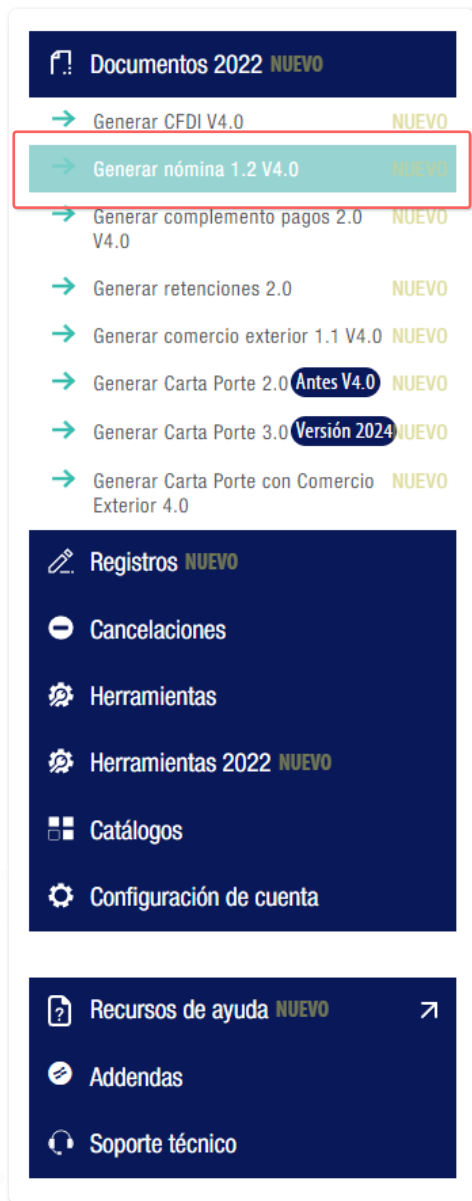 Documentos 2022 NUEVO
Generar CFDI V4.0 NUEVO
Generar nómina 1.2 V4.0 NUEVO
Generar complemento pagos 2.0 NUEVO
V4.0
Generar retenciones 2.0 NUEVO
Generar comercio exterior 1.1 V4.0 NUEVO
Generar Carta Porte 2.0 Antes V4.0 NUEVO
Generar Carta Porte 3.0 Versión 2024 NUEVO
Generar Carta Porte con Comercio NUEVO
Exterior 4.0
Registros NUEVO
Cancelaciones
Herramientas
Herramientas 2022 NUEVO
Catálogos
Configuración de cuenta
Recursos de ayuda NUEVO
Addendas
Soporte técnico